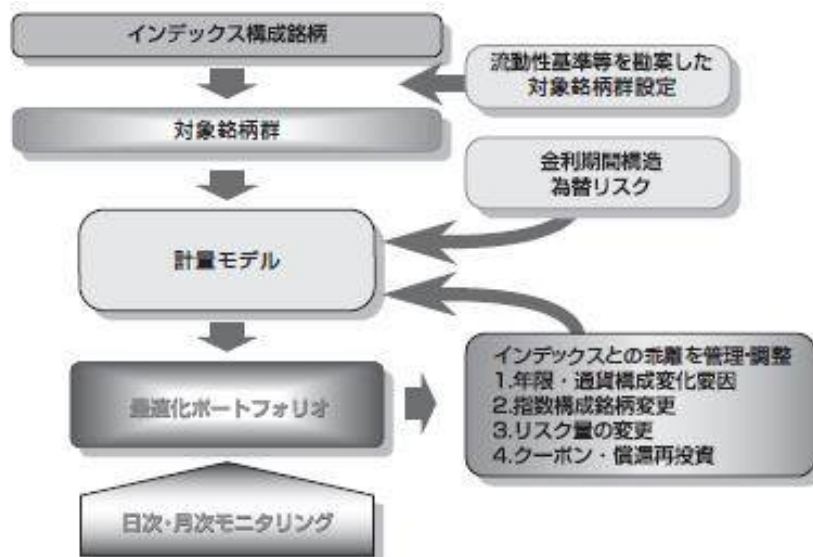 インデックス構成銘柄
流動性基準等を勘案した
対象銘柄群設定
対象銘柄群
金利期間構造
為替リスク
計量モデル
インデックスとの乖離を管理・調整
1.年限・通貨構成変化要因
2.指数構成銘柄変更
3.リスク量の変更
4.クーポン・償還再投資
最適化ポートフォリオ
日次・月次モニタリング